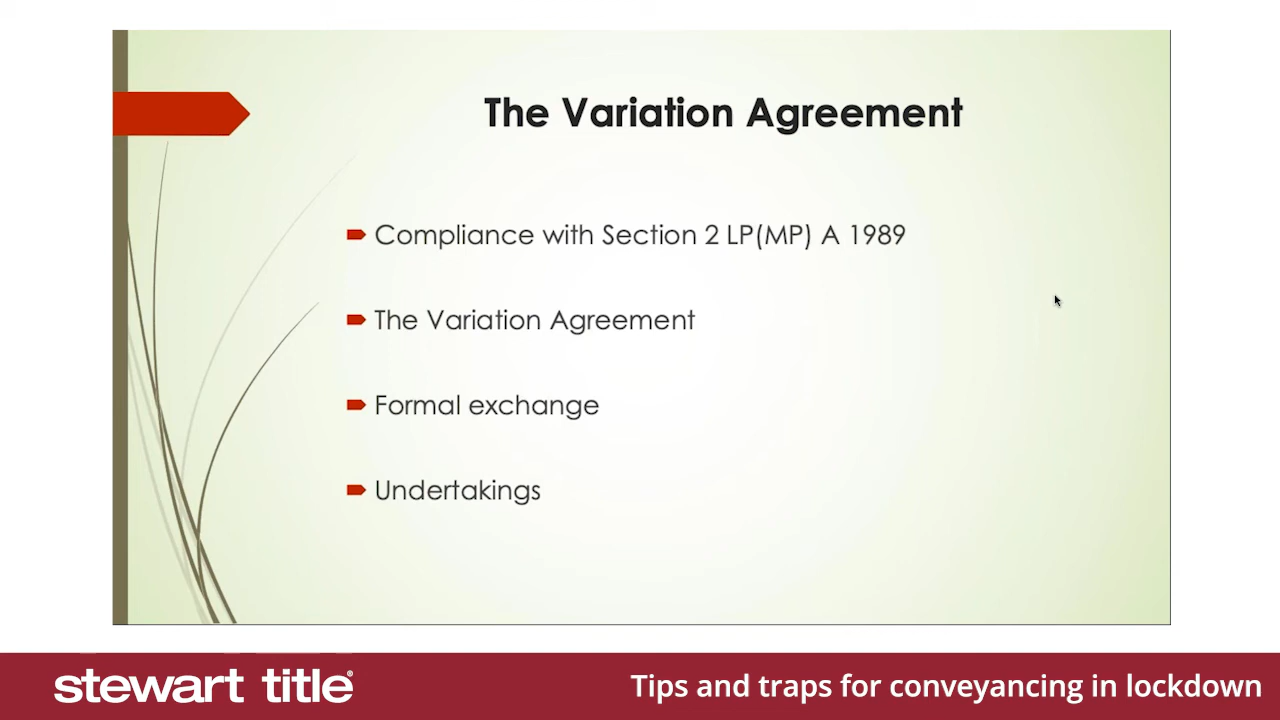 The Variation Agreement
Compliance with Section 2 LP(MP) A 1989
The Variation Agreement
Formal exchange
Undertakings
stewart title®
Tips and traps for conveyancing in lockdown